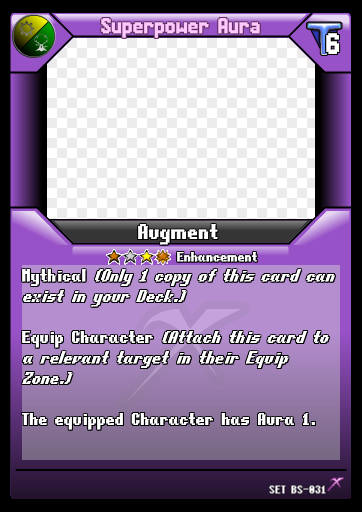 Superpower Aura
T6
Augment
Enhancement
Mythical (Only 1 copy of this card can
exist in your Deck.)
Equip Character (Attach this card to
a relevant target in their Equip
Zone.)
The equipped Character has Aura 1.
SET BS-031